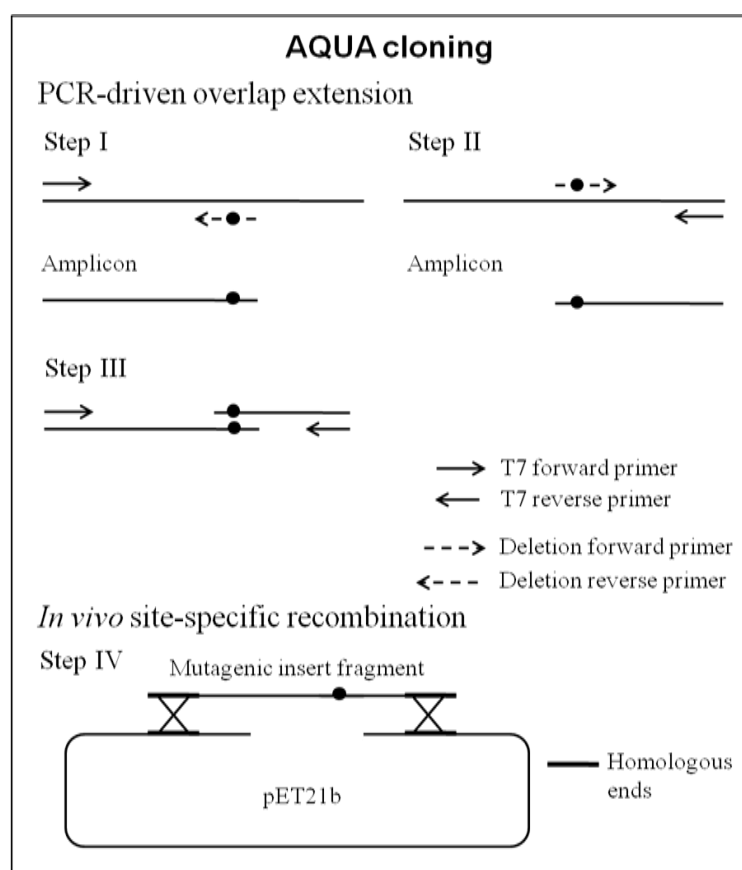 AQUA cloning
PCR-driven overlap extension
Step I
Step II
Amplicon
Amplicon
Step III
T7 forward primer
T7 reverse primer
Deletion forward primer
Deletion reverse primer
In vivo site-specific recombination
Step IV
Mutagenic insert fragment
pET21b
Homologous
ends